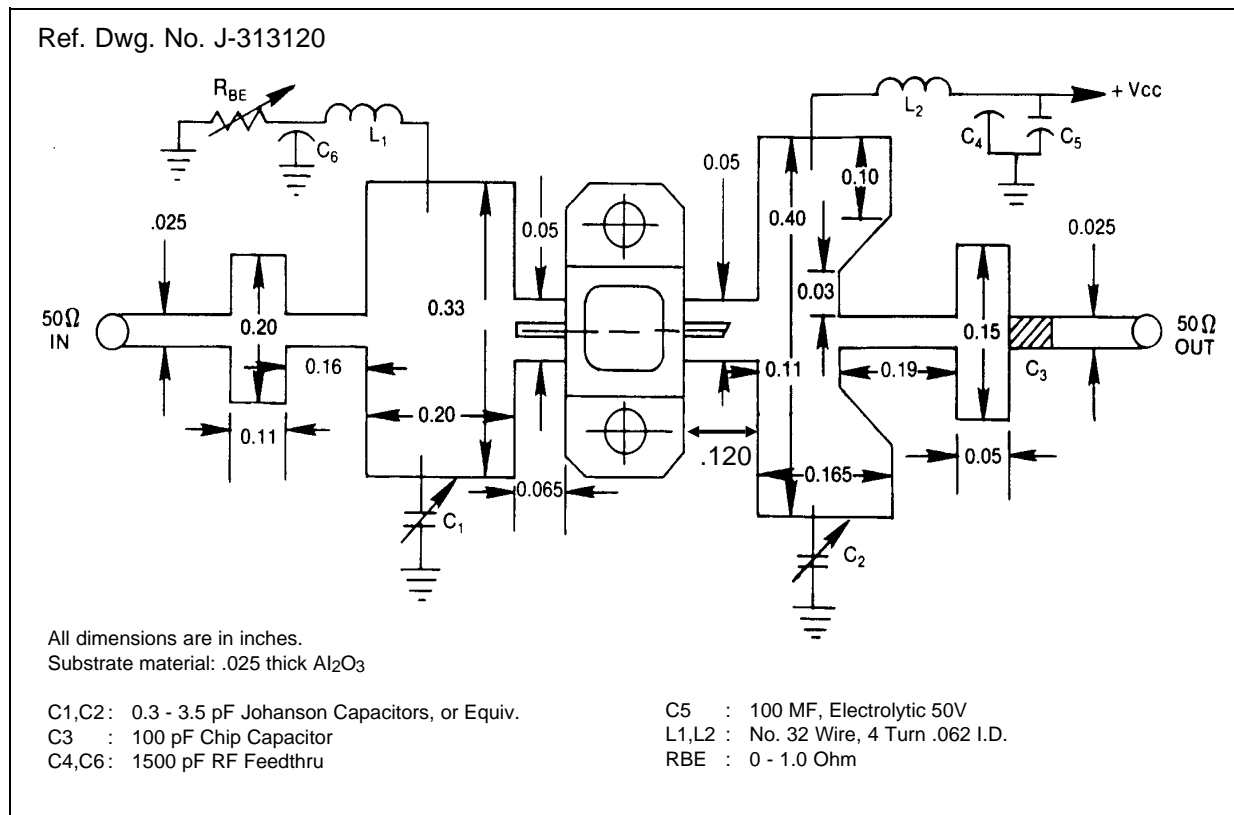 Ref. Dwg. No. J-313120
RBE
L1
C6
L2
+ Vcc
C4
C5
.025
0.05
0.05
0.10
0.40
0.025
50Ω
IN
0.20
0.33
0.03
0.15
50Ω
OUT
0.16
0.11
0.19
C3
0.20
0.11
.120
0.165
0.05
0.065
C1
C2
All dimensions are in inches.
Substrate material: .025 thick Al2O3
C1,C2 : 0.3 - 3.5 pF Johanson Capacitors, or Equiv.
C3 : 100 pF Chip Capacitor
C4,C6 : 1500 pF RF Feedthru
C5 : 100 MF, Electrolytic 50V
L1,L2 : No. 32 Wire, 4 Turn .062 I.D.
RBE : 0 - 1.0 Ohm